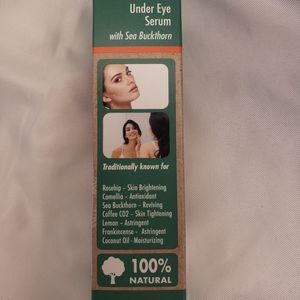 Under Eye
Serum
with Sea Buckthorn
Traditionally known for
Rosehip - Skin Brightening
Camellia - Antioxidant
Sea Buckthorn - Reviving
Coffee CO2 - Skin Tightening
Lemon - Astringent
Frankincense - Astringent
Coconut Oil - Moisturizing
100%
NATURAL